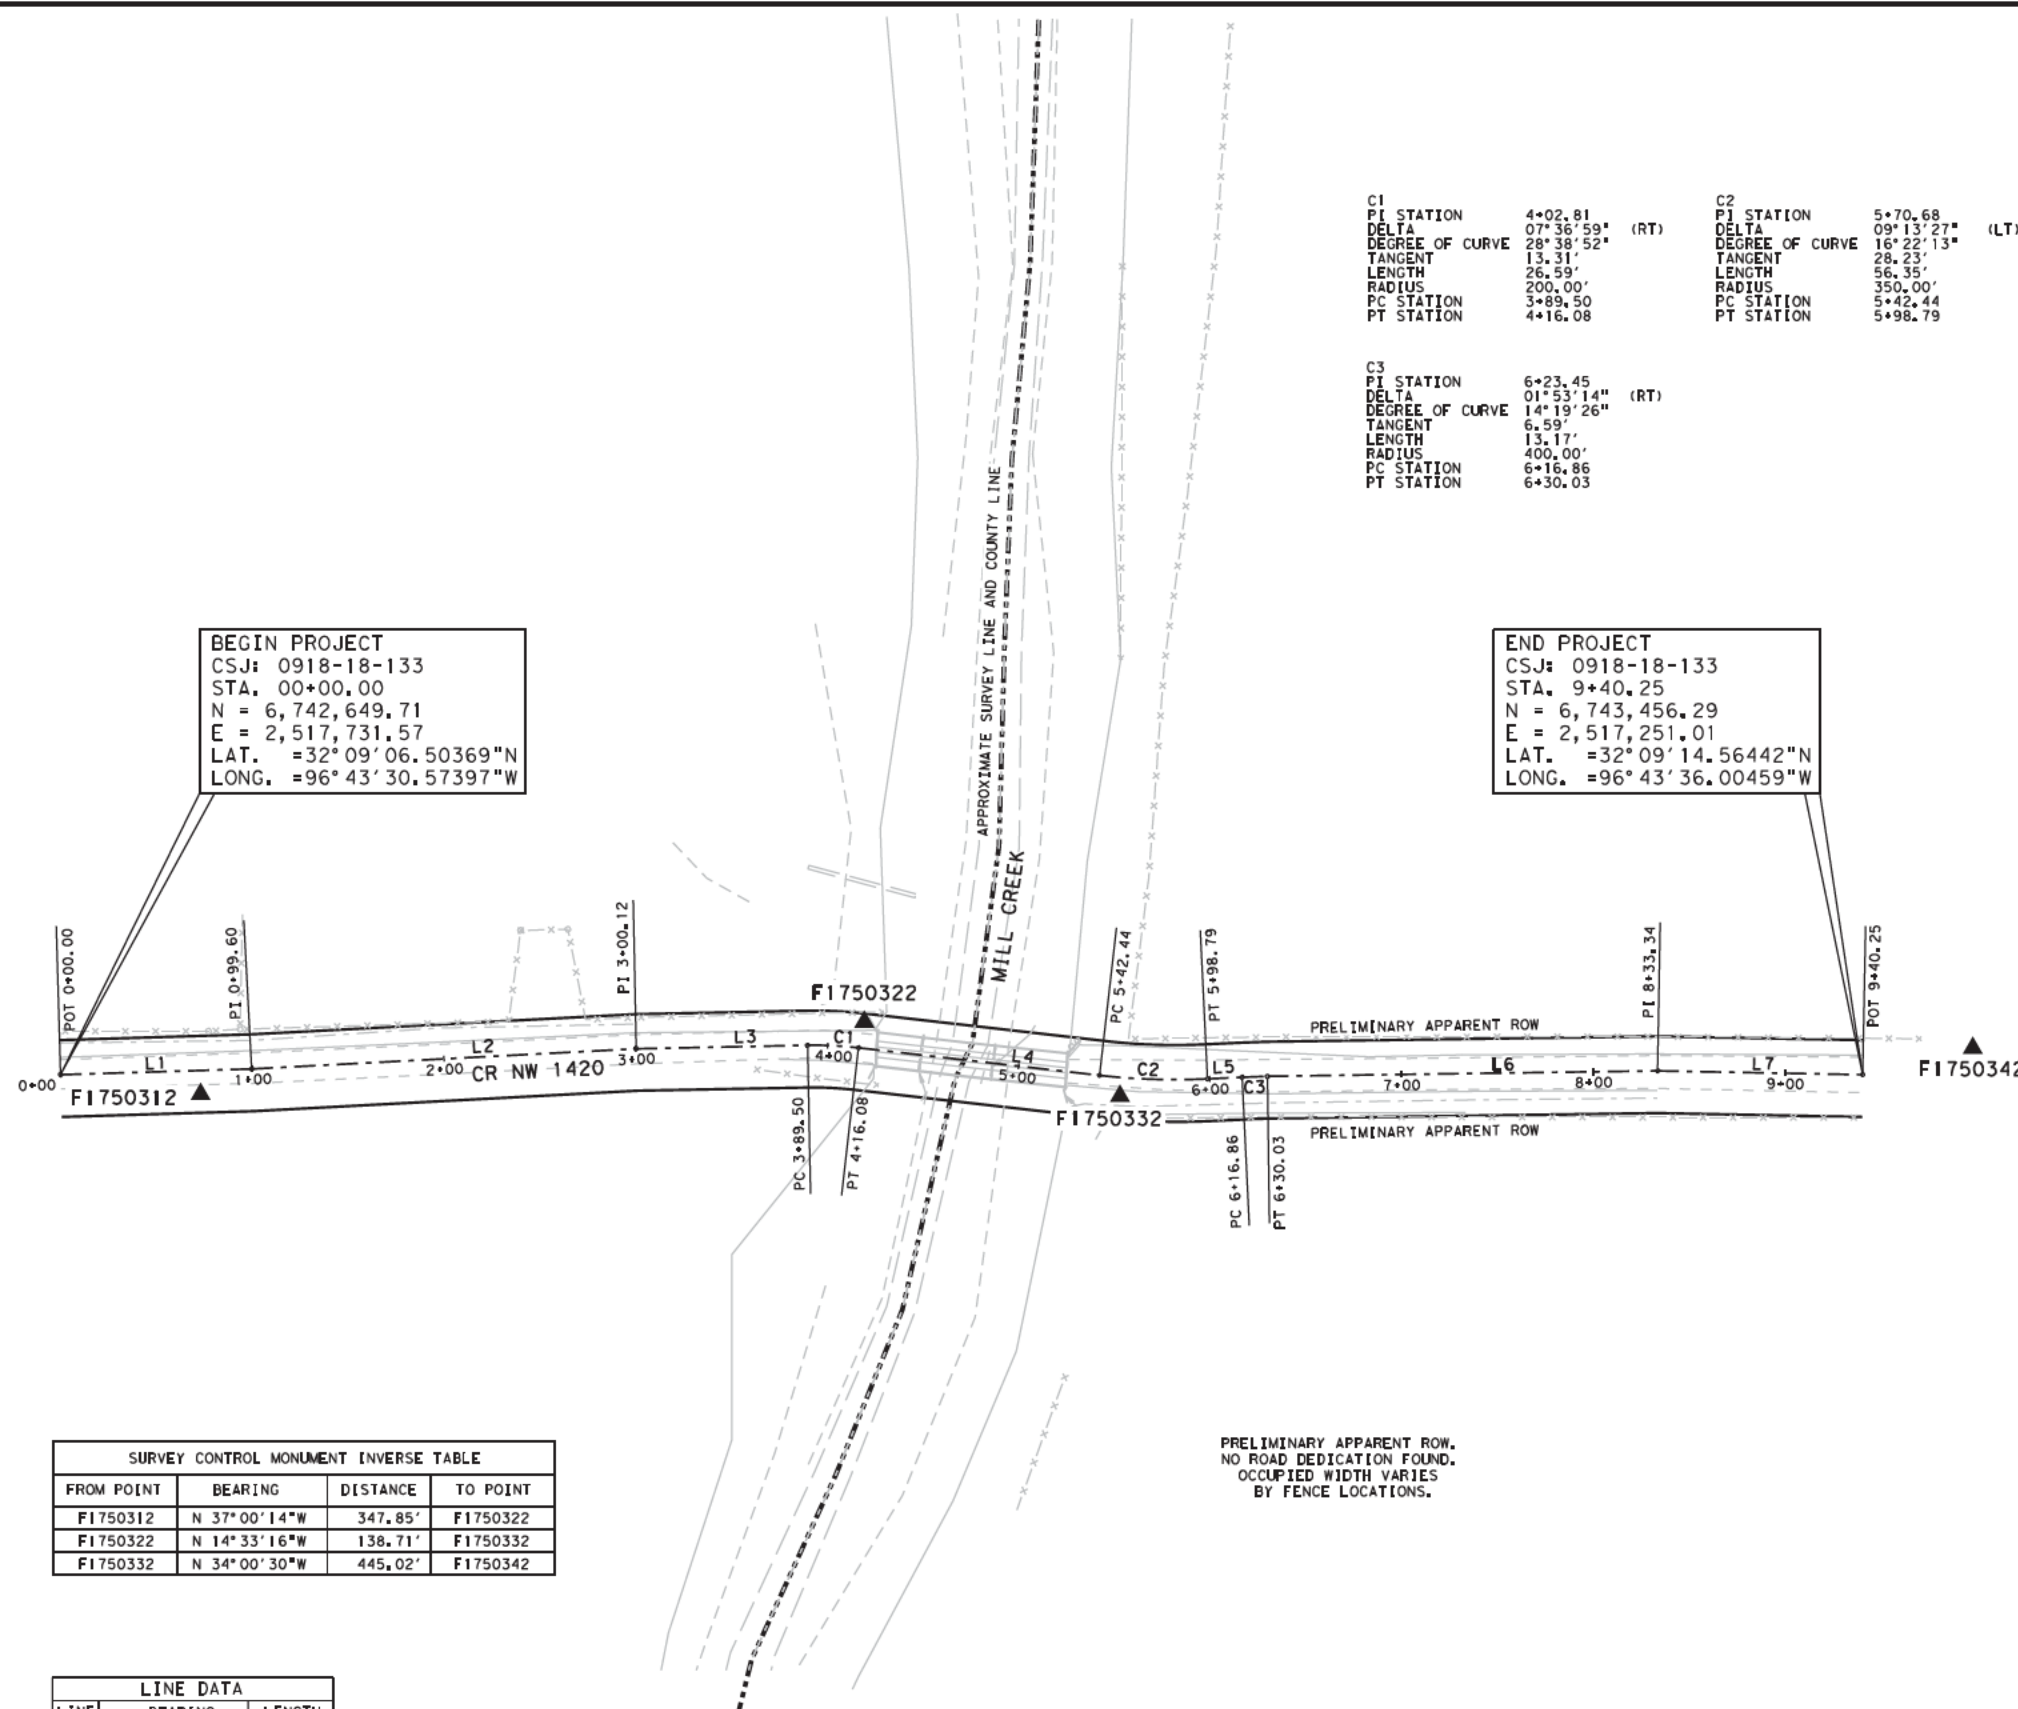 C1
PI STATION 4+02.81
DELTA 07°36'59" (RT)
DEGREE OF CURVE 28°38'52"
TANGENT 13.31'
LENGTH 26.59'
RADIUS 200.00'
PC STATION 3+89.50
PT STATION 4+16.08
C2
PI STATION 5+70.68
DELTA 09°13'27" (LT)
DEGREE OF CURVE 16°22'13"
TANGENT 28.23'
LENGTH 56.35'
RADIUS 350.00'
PC STATION 5+42.44
PT STATION 5+98.79
C3
PI STATION 6+23.45
DELTA 01°53'14" (RT)
DEGREE OF CURVE 14°19'26"
TANGENT 6.59'
LENGTH 13.17'
RADIUS 400.00'
PC STATION 6+16.86
PT STATION 6+30.03
APPROXIMATE SURVEY LINE AND COUNTY LINE
BEGIN PROJECT
CSJ: 0918-18-133
STA. 00+00.00
N = 6,742,649.71
E = 2,517,731.57
LAT. =32°09'06.50369"N
LONG. =96°43'30.57397"W
END PROJECT
CSJ: 0918-18-133
STA. 9+40.25
N = 6,743,456.29
E = 2,517,251.01
LAT. =32°09'14.56442"N
LONG. =96°43'36.00459"W
MILL CREEK
POT 0+00.00
PI 0+99.60
PI 3+00.12
F1750322
PC 5+42.44
PT 5+98.79
PI 8+33.34
POT 9+40.25
PRELIMINARY APPARENT ROW
L1
L2
L3
C1
L4
C2
L5
C3
L6
L7
0+00
1+00
2+00
3+00
4+00
5+00
6+00
7+00
8+00
9+00
CR NW 1420
F1750312
F1750332
F1750342
PRELIMINARY APPARENT ROW
PC 3+89.50
PT 4+16.08
PC 6+16.86
PT 6+30.03
SURVEY CONTROL MONUMENT INVERSE TABLE
FROM POINT BEARING DISTANCE TO POINT
F1750312 N 37°00'14"W 347.85' F1750322
F1750322 N 14°33'16"W 138.71' F1750332
F1750332 N 34°00'30"W 445.02' F1750342
PRELIMINARY APPARENT ROW.
NO ROAD DEDICATION FOUND.
OCCUPIED WIDTH VARIES
BY FENCE LOCATIONS.
LINE DATA
LINE BEARING LENGTH